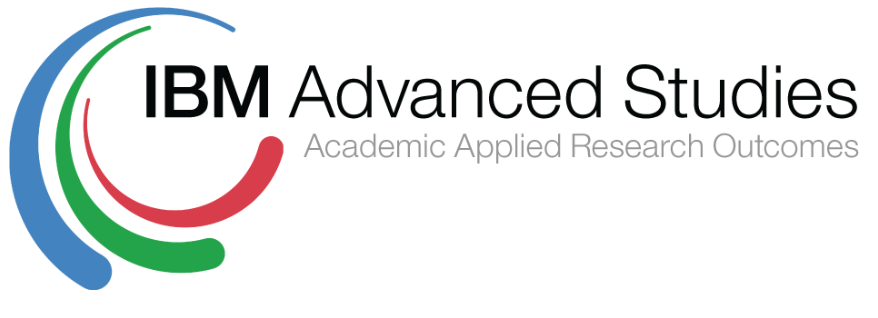 IBM Advanced Studies
Academic Applied Research Outcomes